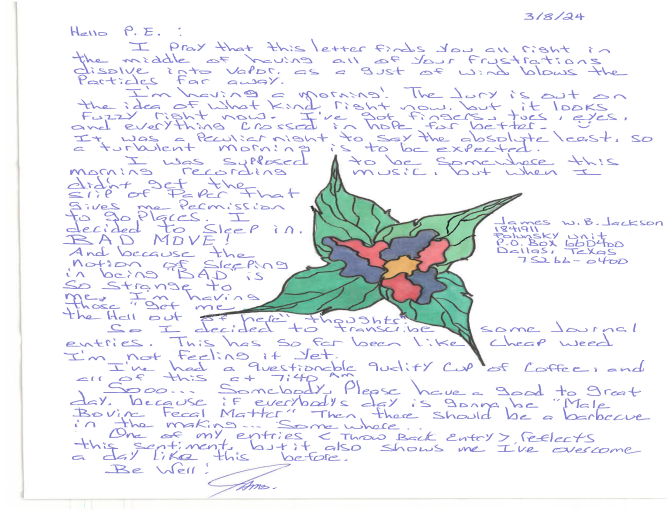 3/8/24
Hello P.E. :
I pray that this letter finds you all right in
the middle of having all of your frustrations
disolve into vapor, as a gust of wind blows the
particles far away.
I'm having a morning! The Jury is out on
the idea of what kind right now, but it looks
fuzzy right now. I've got fingers, toes, eyes,
and everything crossed in hope for better.
It was a peculiar night to say the absolute least, so
a turbulent morning is to be expected.
I was supposed to be somewhere this
morning recording music, but when I
didn't get the
slip of paper that
gives me permission
to go places. I
decided to sleep in.
BAD MOVE!
And because the
notion of sleeping
in being BAD is
so strange to
me, I'm having
those "get me
the Hell out of here" thoughts.
James W.B. Jackson
1841911
Polunsky Unit
P.O. Box 660400
Dallas, Texas
75266-0400
So I decided to transcribe some Journal
entries. This has so far been like cheap weed
I'm not feeling it yet.
I've had a questionable quality cup of coffee, and
all of this at 7:40 AM
Sooo... Somebody, Please have a good to great
day, because if everybodys day is gonna be "Male
Bovine Fecal Matter" Then there should be a barbecue
in the making... Somewhere..
One of my entries < Throw Back Entry > reflects
this sentiment, but it also shows me I've overcome
a day like this before.
Be Well!